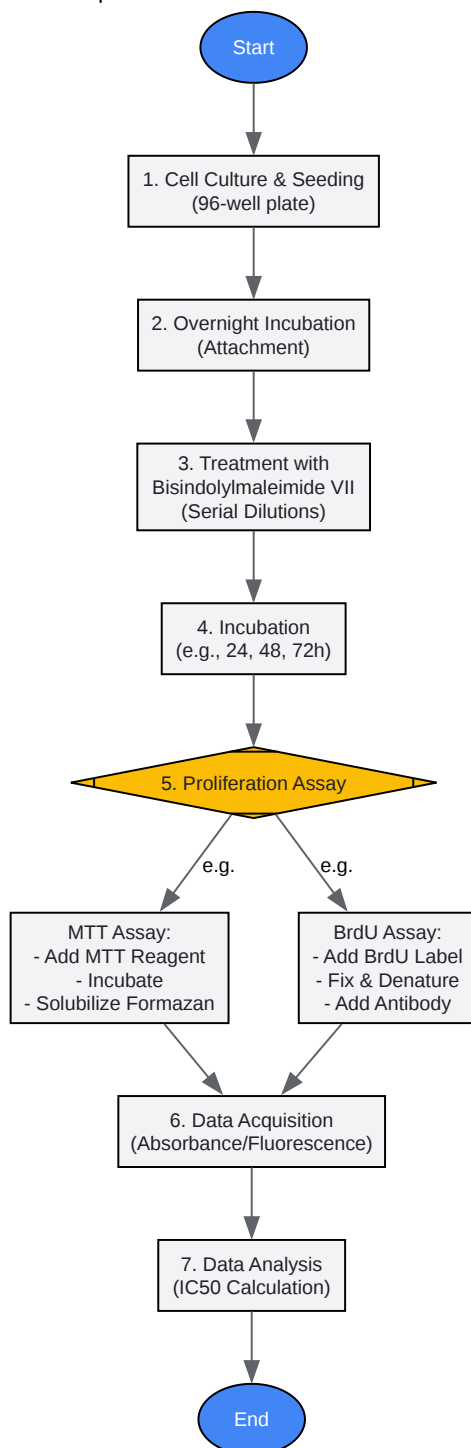 Start
1. Cell Culture & Seeding
(96-well plate)
2. Overnight Incubation
(Attachment)
3. Treatment with
Bisindolylmaleimide VII
(Serial Dilutions)
4. Incubation
(e.g., 24, 48, 72h)
5. Proliferation Assay
e.g.
e.g.
MTT Assay:
- Add MTT Reagent
- Incubate
- Solubilize Formazan
BrdU Assay:
- Add BrdU Label
- Fix & Denature
- Add Antibody
6. Data Acquisition
(Absorbance/Fluorescence)
7. Data Analysis
(IC50 Calculation)
End